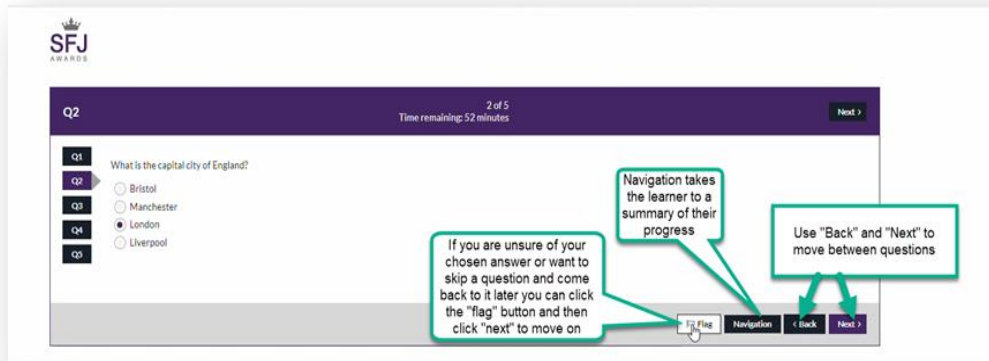 SFJ
AWARDS
Q2
2 of 5
Time remaining: 52 minutes
Next >
Q1
Q2
Q3
Q4
Q5
What is the capital city of England?
Bristol
Manchester
London
Liverpool
If you are unsure of your
chosen answer or want to
skip a question and come
back to it later you can click
the "flag" button and then
click "next" to move on
Navigation takes
the learner to a
summary of their
progress
Use "Back" and "Next" to
move between questions
Flag
Navigation
< Back
Next >